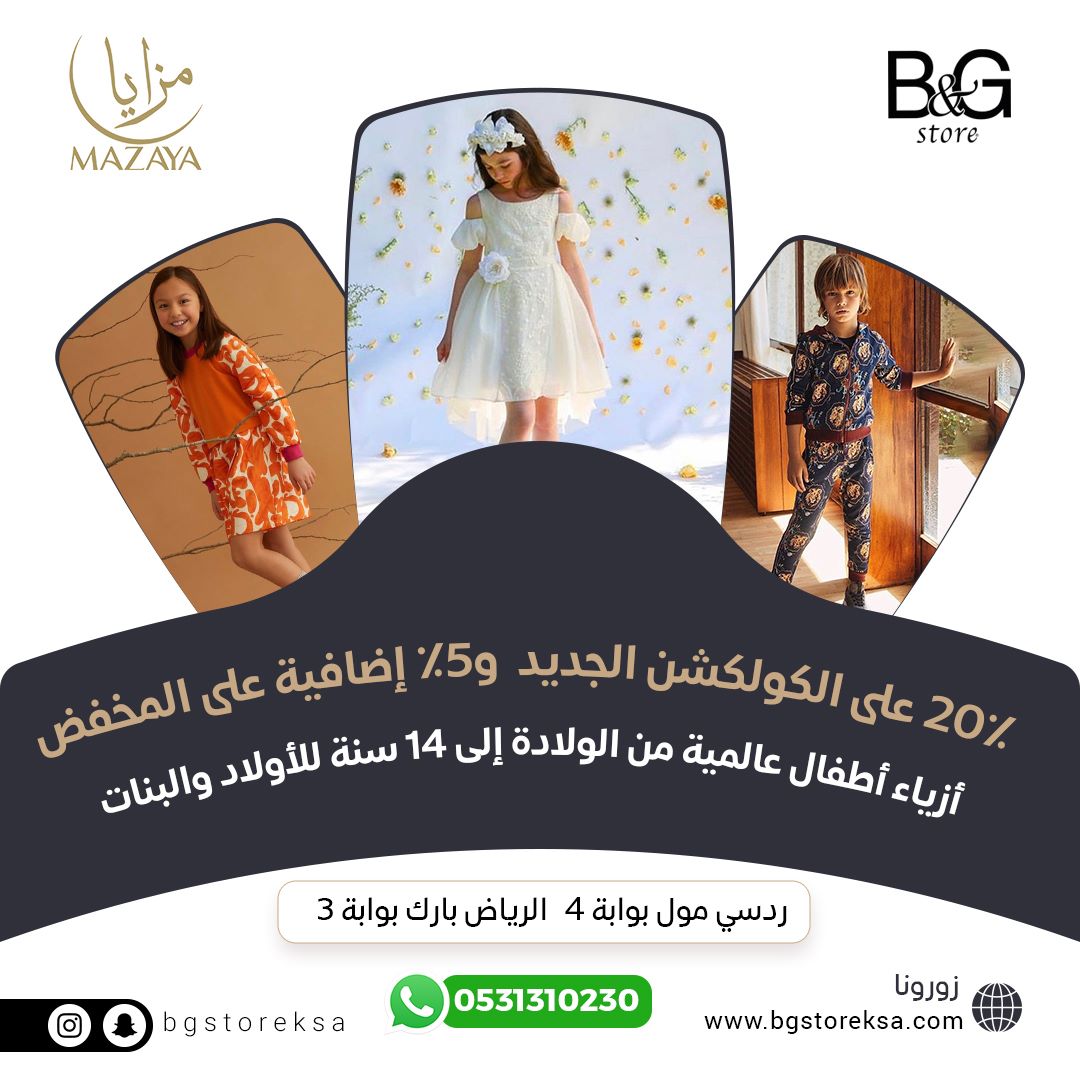 مزايا
MAZAYA
B&G
store
20٪ على الكولكشن الجديد و5٪ إضافية على المخفض
أزياء أطفال عالمية من الولادة إلى 14 سنة للأولاد والبنات
ردسي مول بوابة 4 الرياض بارك بوابة 3
زورونا
www.bgstoreksa.com
0531310230
bgstoreksa